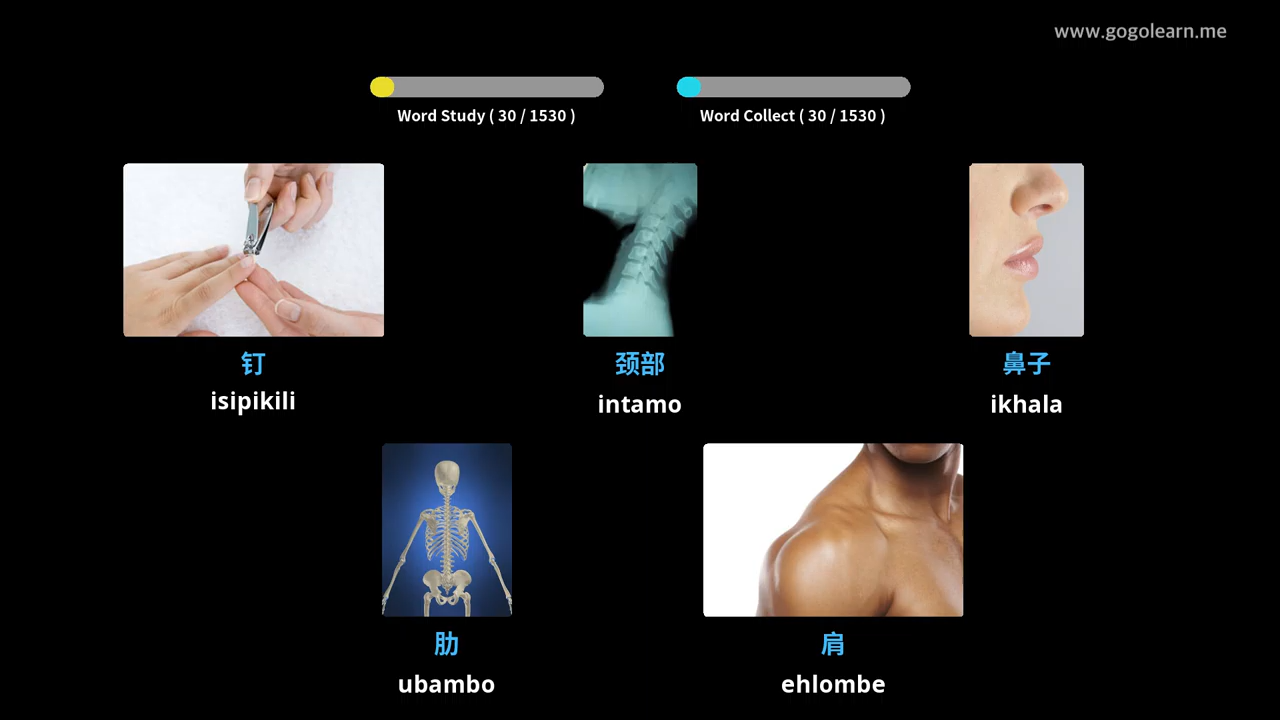 www.gogolearn.me
Word Study ( 30 / 1530 )
Word Collect ( 30 / 1530 )
钉
isipikili
颈部
intamo
鼻子
ikhala
肋
ubambo
肩
ehlombe